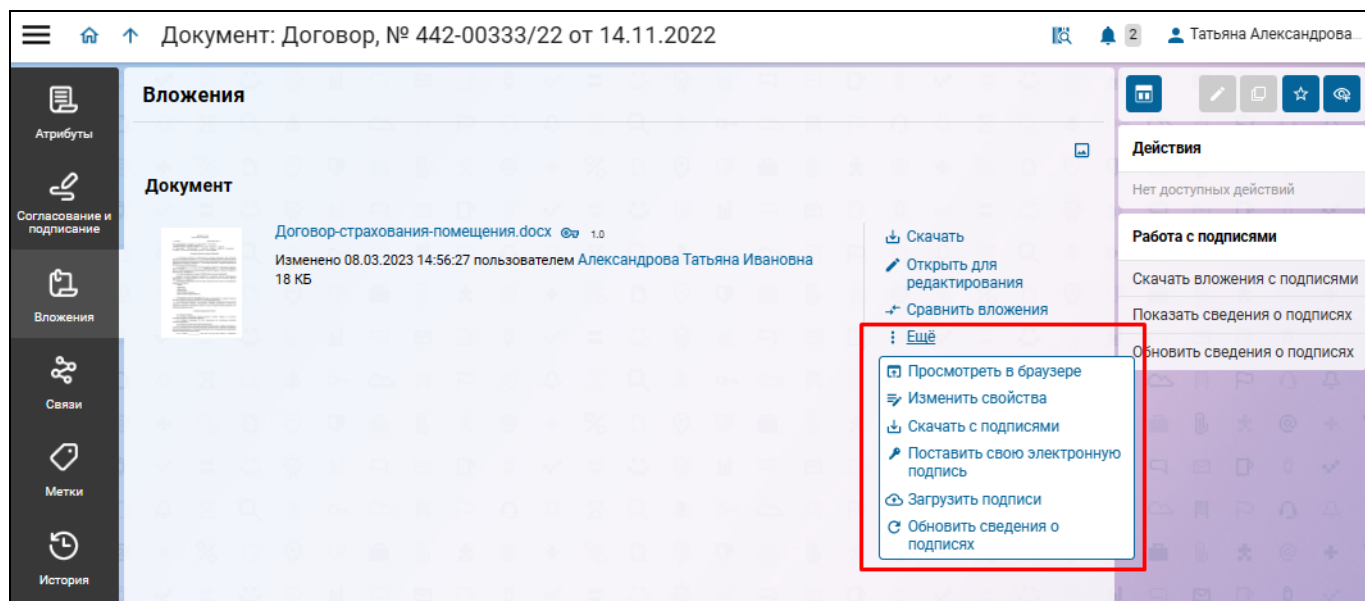 Документ: Договор, № 442-00333/22 от 14.11.2022
2
Татьяна Александрова...
Атрибуты
Согласование и
подписание
Вложения
Связи
Метки
История
Вложения
Документ
Договор-страхования-помещения.docx 1.0
Изменено 08.03.2023 14:56:27 пользователем Александрова Татьяна Ивановна
18 КБ
Скачать
Открыть для
редактирования
Сравнить вложения
Ещё
Просмотреть в браузере
Изменить свойства
Скачать с подписями
Поставить свою электронную
подпись
Загрузить подписи
Обновить сведения о
подписях
Действия
Нет доступных действий
Работа с подписями
Скачать вложения с подписями
Показать сведения о подписях
Обновить сведения о подписях